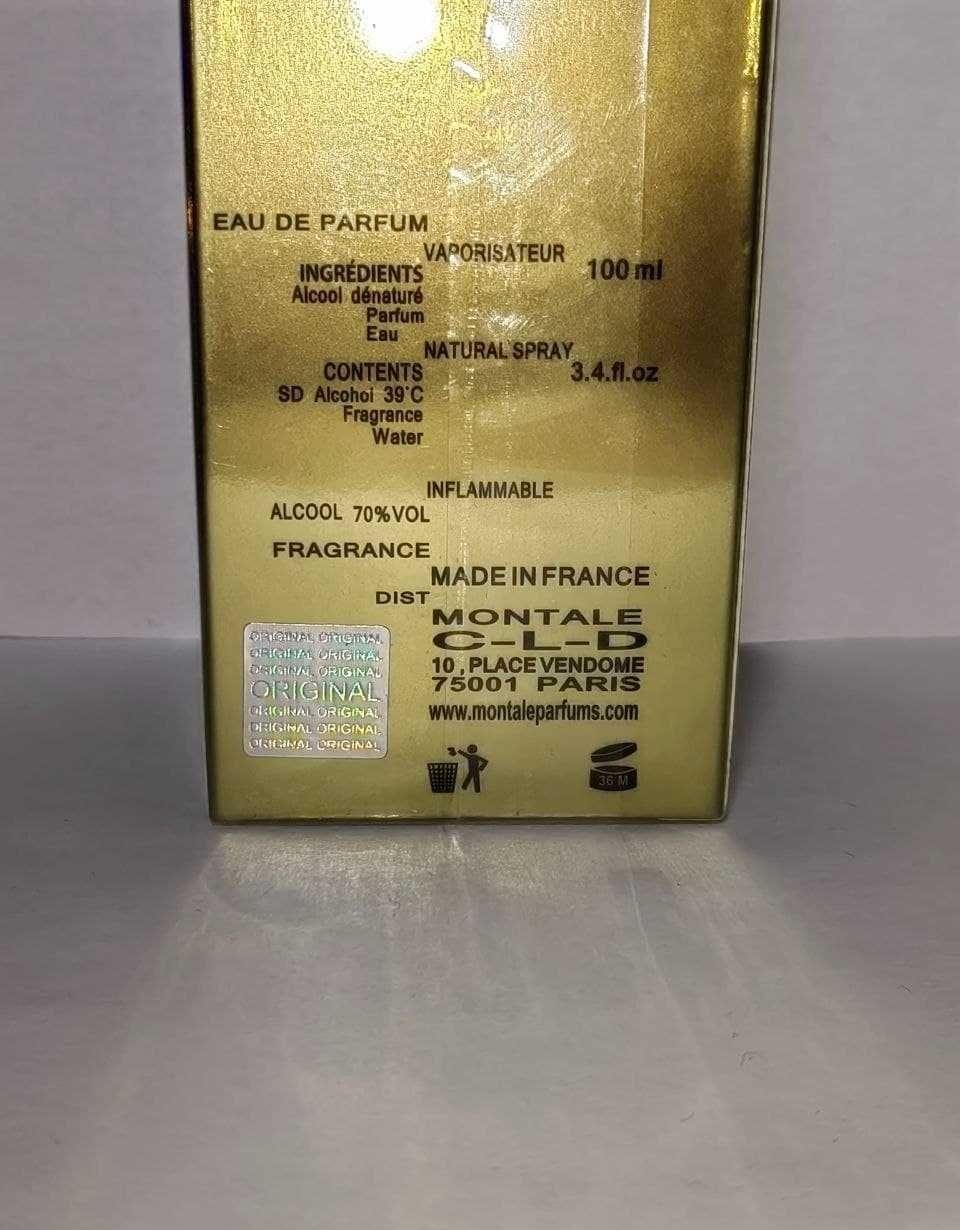 EAU DE PARFUM
VAPORISATEUR
100 ml
INGRÉDIENTS
Alcool dénaturé
Parfum
Eau
NATURAL SPRAY
3.4.fl.oz
CONTENTS
SD Alcohoi 39°C
Fragrance
Water
INFLAMMABLE
ALCOOL 70%VOL
FRAGRANCE
MADE IN FRANCE
DIST
MONTALE
C-L-D
10 , PLACE VENDOME
75001 PARIS
www.montaleparfums.com
ORIGINAL ORIGINAL
ORIGINAL ORIGINAL
ORIGINAL ORIGINAL
ORIGINAL
ORIGINAL ORIGINAL
ORIGINAL ORIGINAL
ORIGINAL ORIGINAL
36 M